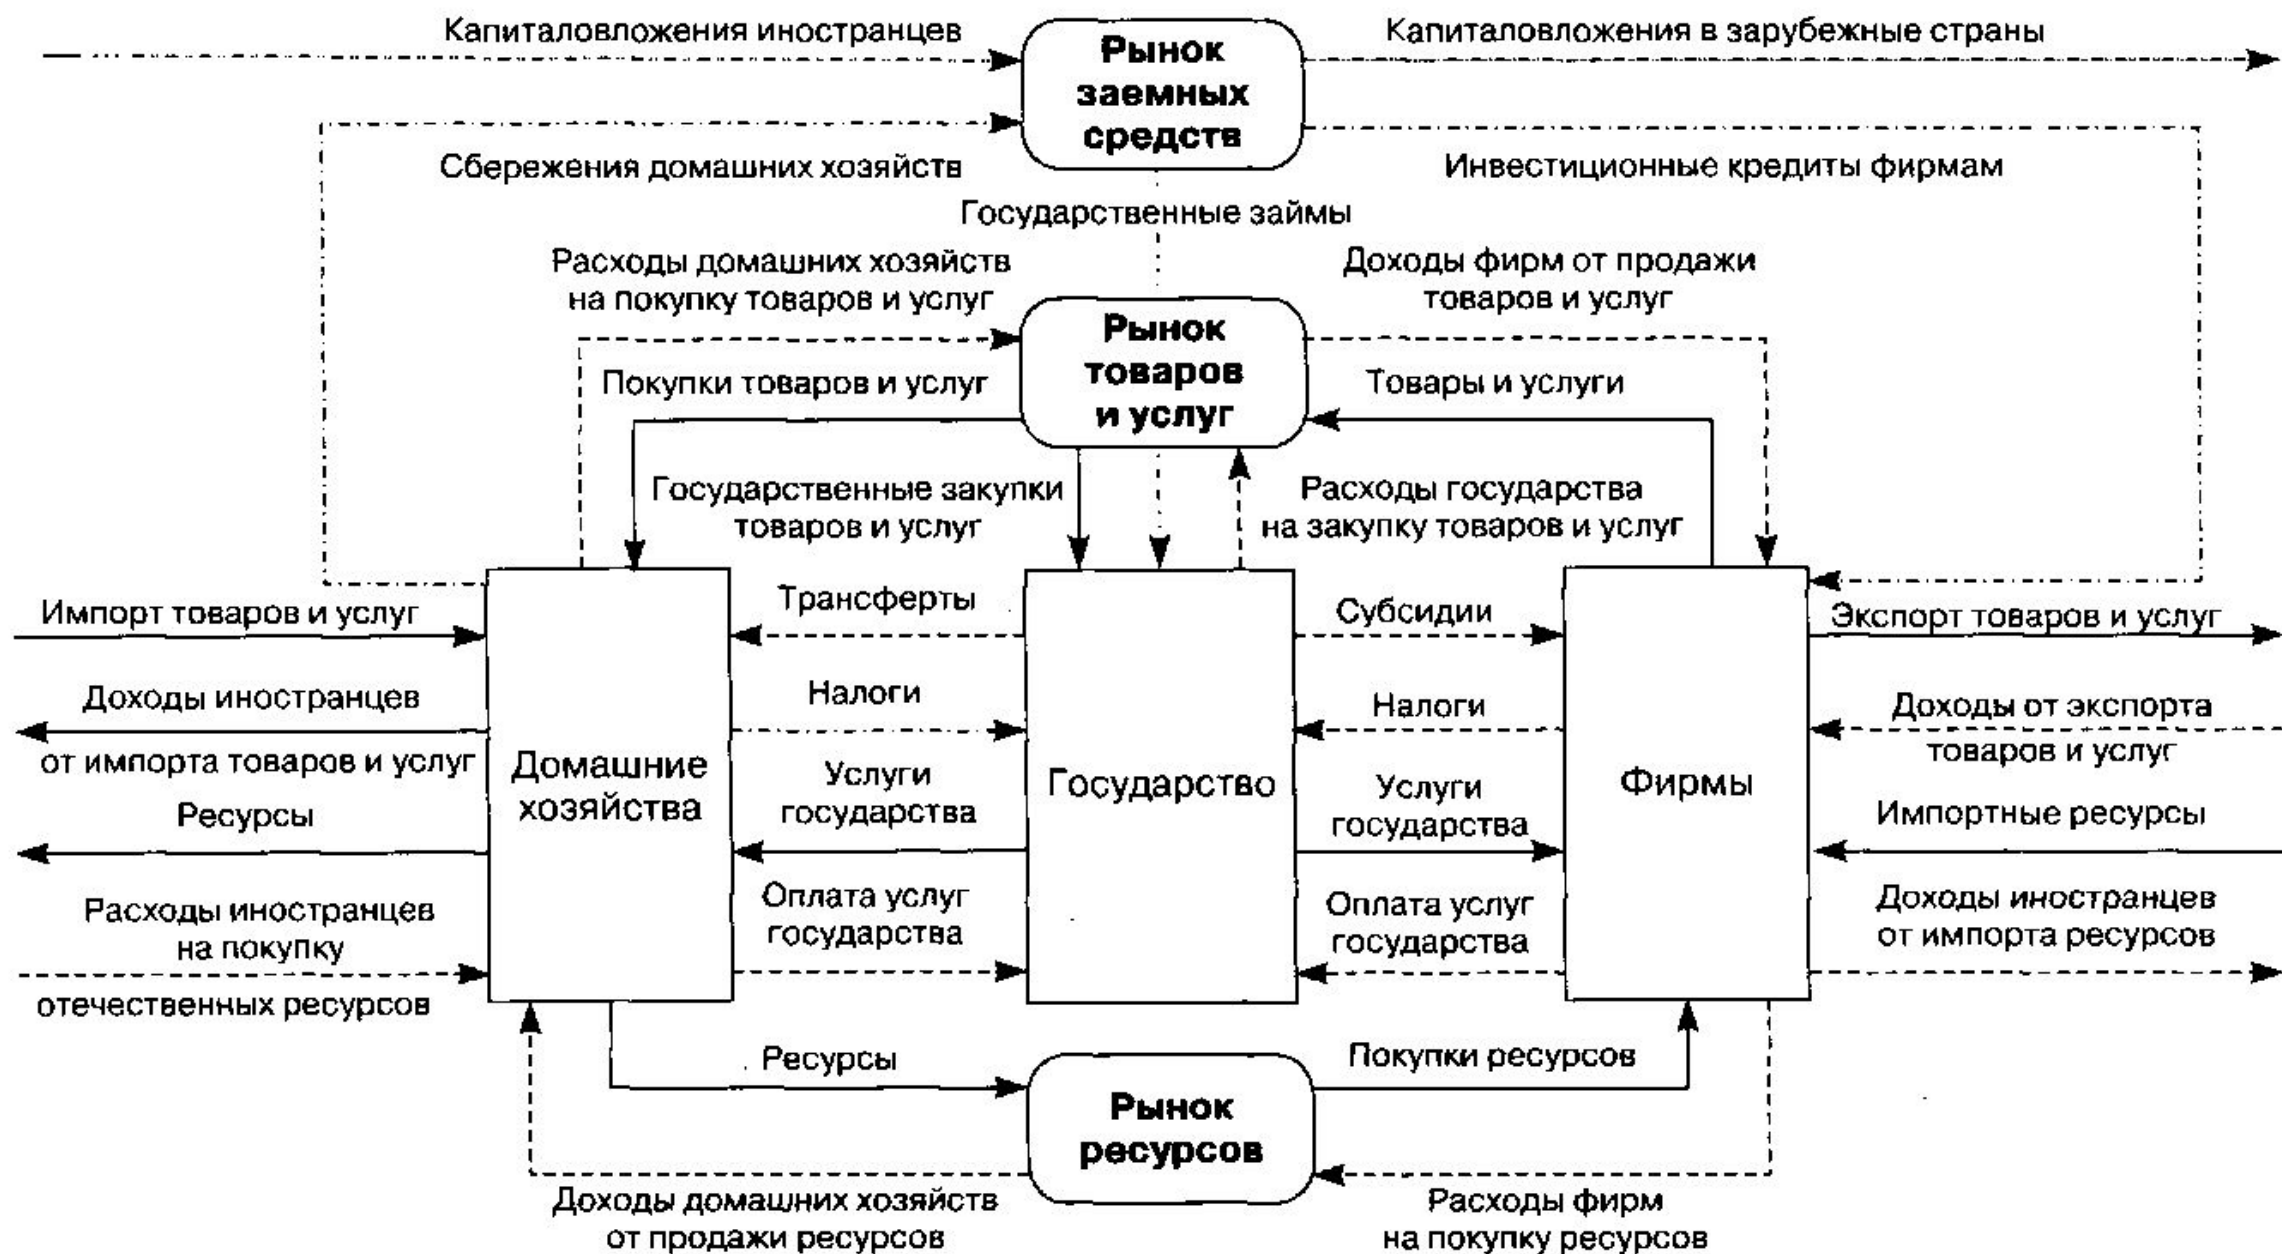 Капиталовложения иностранцев
Рынок
заемных
средств
Капиталовложения в зарубежные страны
Сбережения домашних хозяйств
Инвестиционные кредиты фирмам
Государственные займы
Расходы домашних хозяйств
на покупку товаров и услуг
Доходы фирм от продажи
товаров и услуг
Рынок
товаров
и услуг
Покупки товаров и услуг
Товары и услуги
Государственные закупки
товаров и услуг
Расходы государства
на закупку товаров и услуг
Импорт товаров и услуг
Трансферты
Субсидии
Экспорт товаров и услуг
Доходы иностранцев
от импорта товаров и услуг
Налоги
Налоги
Доходы от экспорта
товаров и услуг
Домашние
хозяйства
Государство
Фирмы
Услуги
государства
Услуги
государства
Ресурсы
Импортные ресурсы
Расходы иностранцев
на покупку
отечественных ресурсов
Оплата услуг
государства
Оплата услуг
государства
Доходы иностранцев
от импорта ресурсов
Ресурсы
Покупки ресурсов
Рынок
ресурсов
Доходы домашних хозяйств
от продажи ресурсов
Расходы фирм
на покупку ресурсов